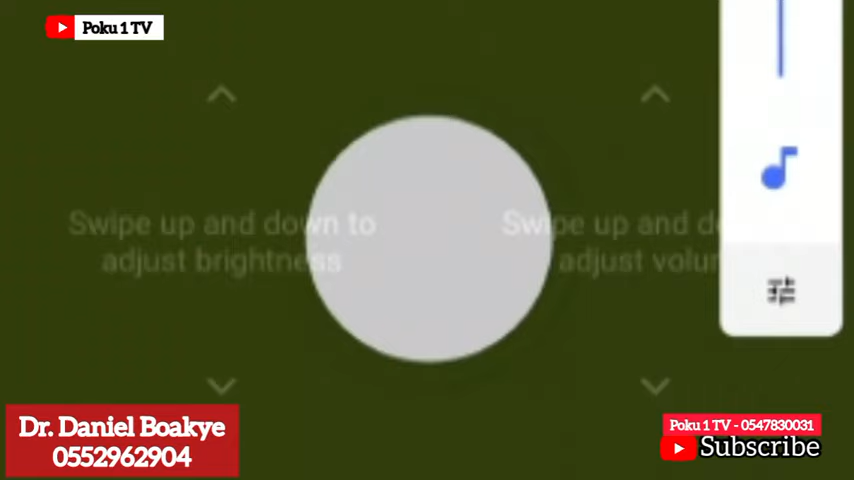 Poku 1 TV
Swipe up and down to
adjust brightness
Swipe up and d
adjust volu
Dr. Daniel Boakye
0552962904
Poku 1 TV - 0547830031
Subscribe